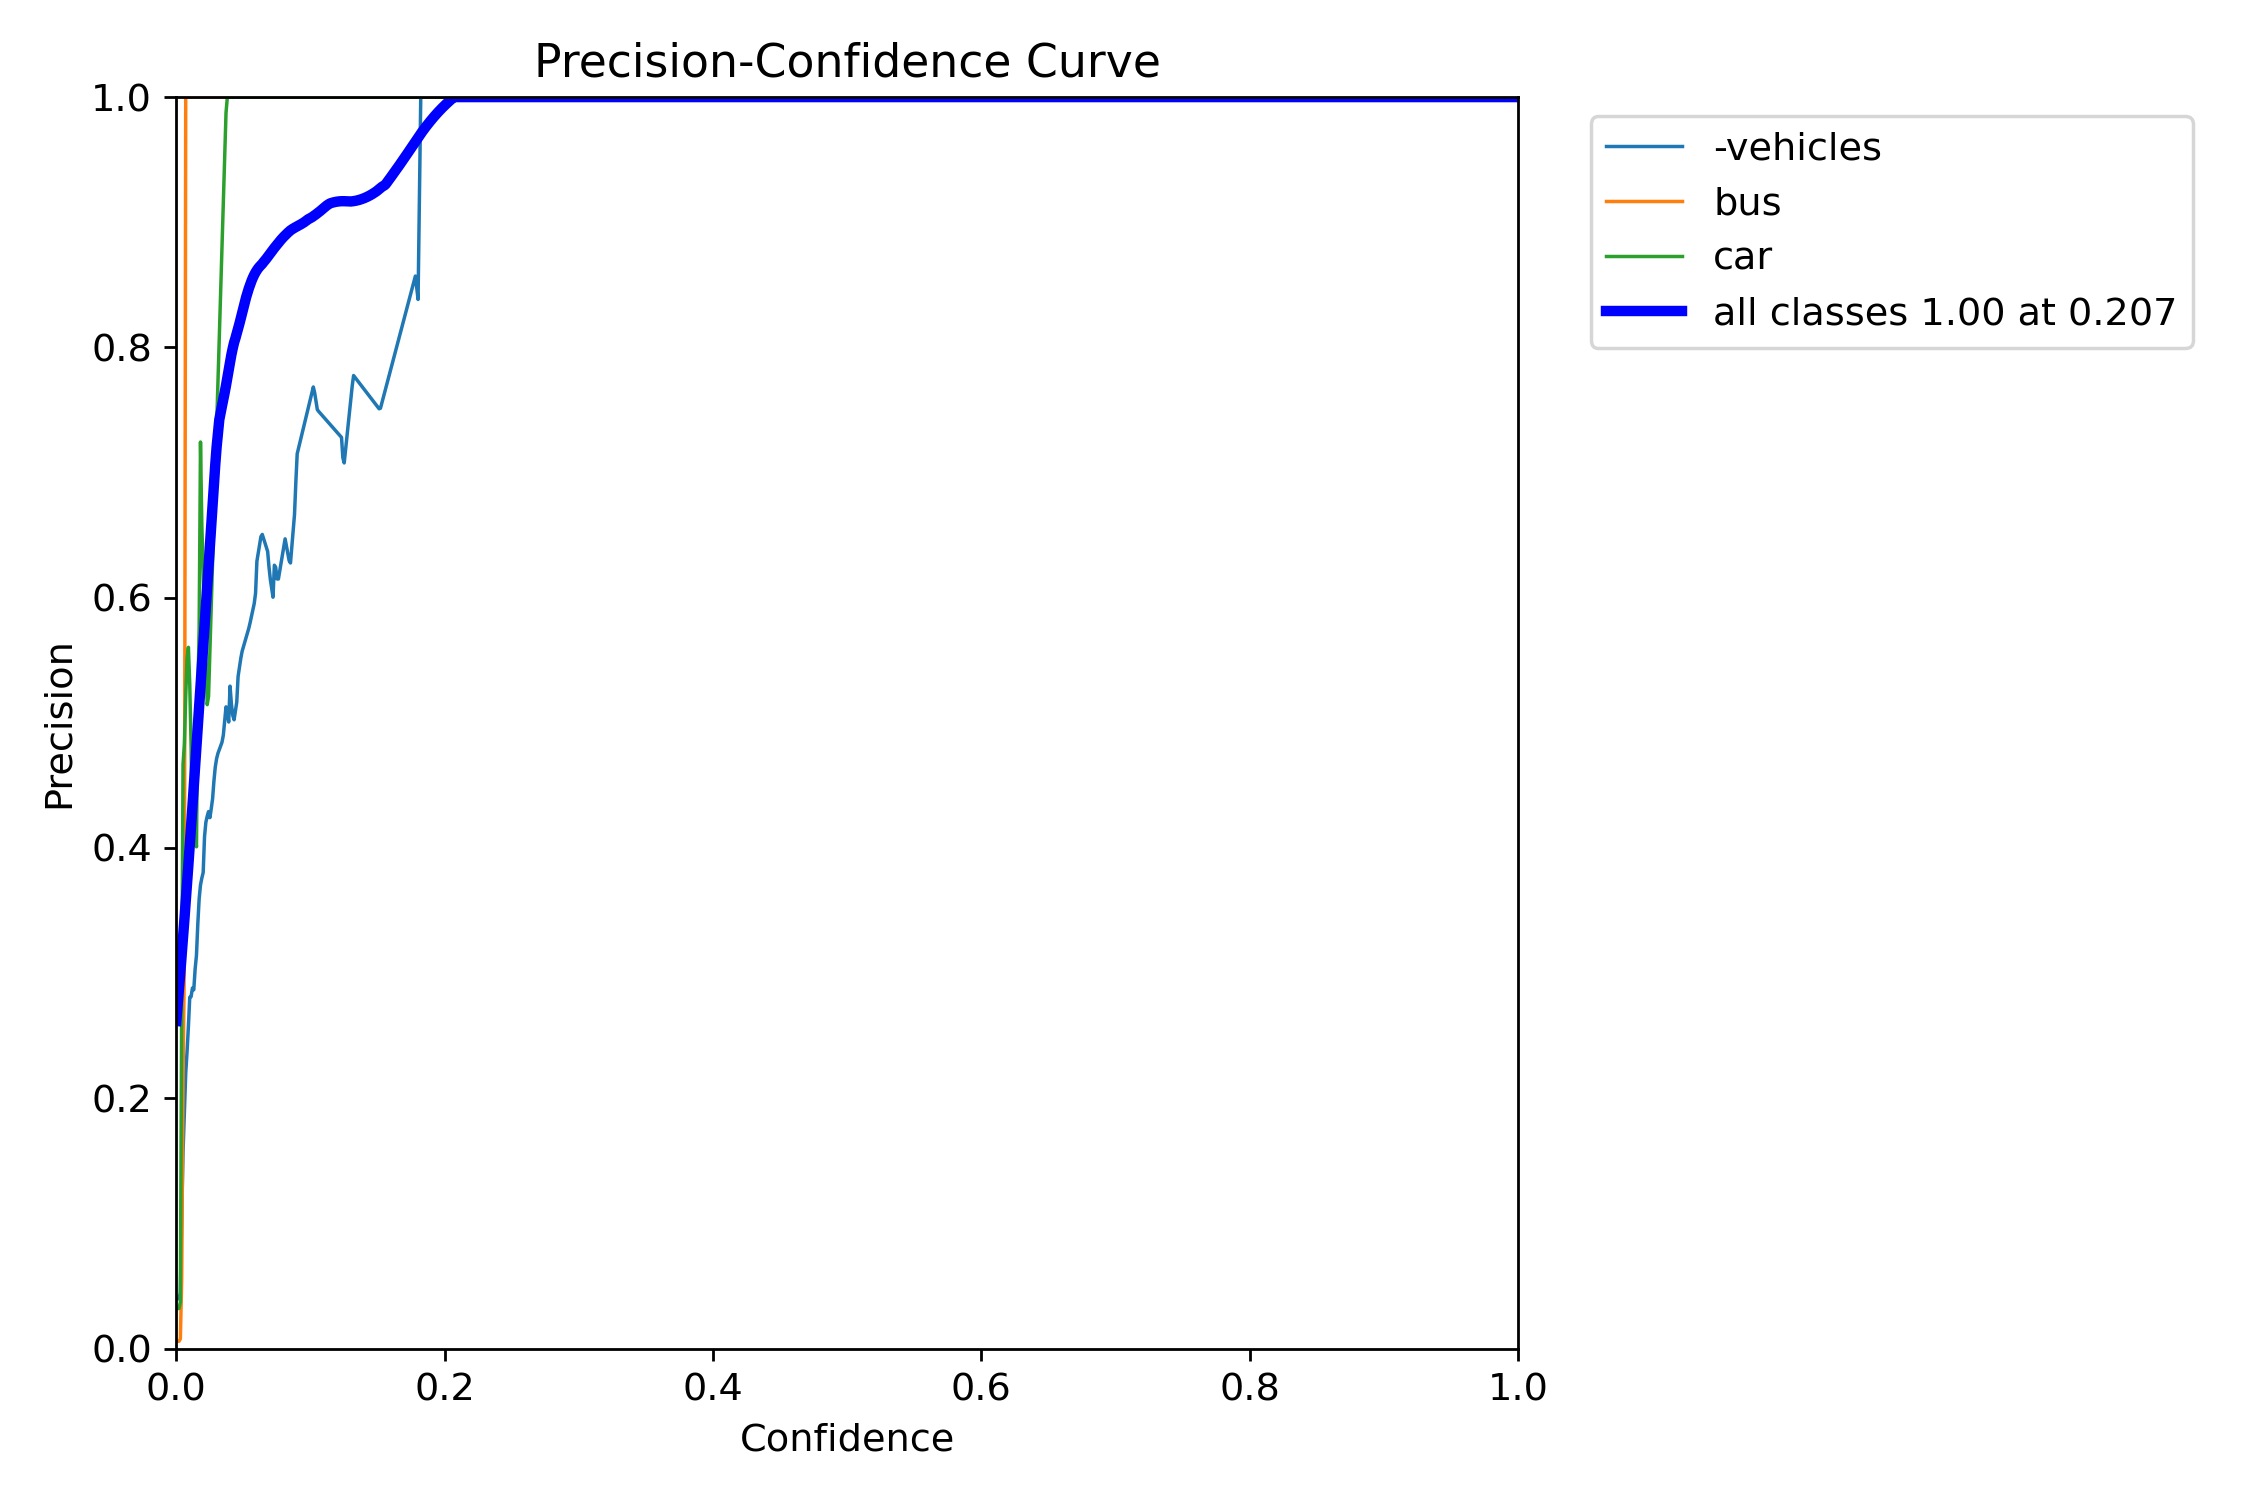 Precision-Confidence Curve
1.0
0.8
0.6
0.4
0.2
0.0
Precision
0.0 0.2 0.4 0.6 0.8 1.0
Confidence
-vehicles
bus
car
all classes 1.00 at 0.207